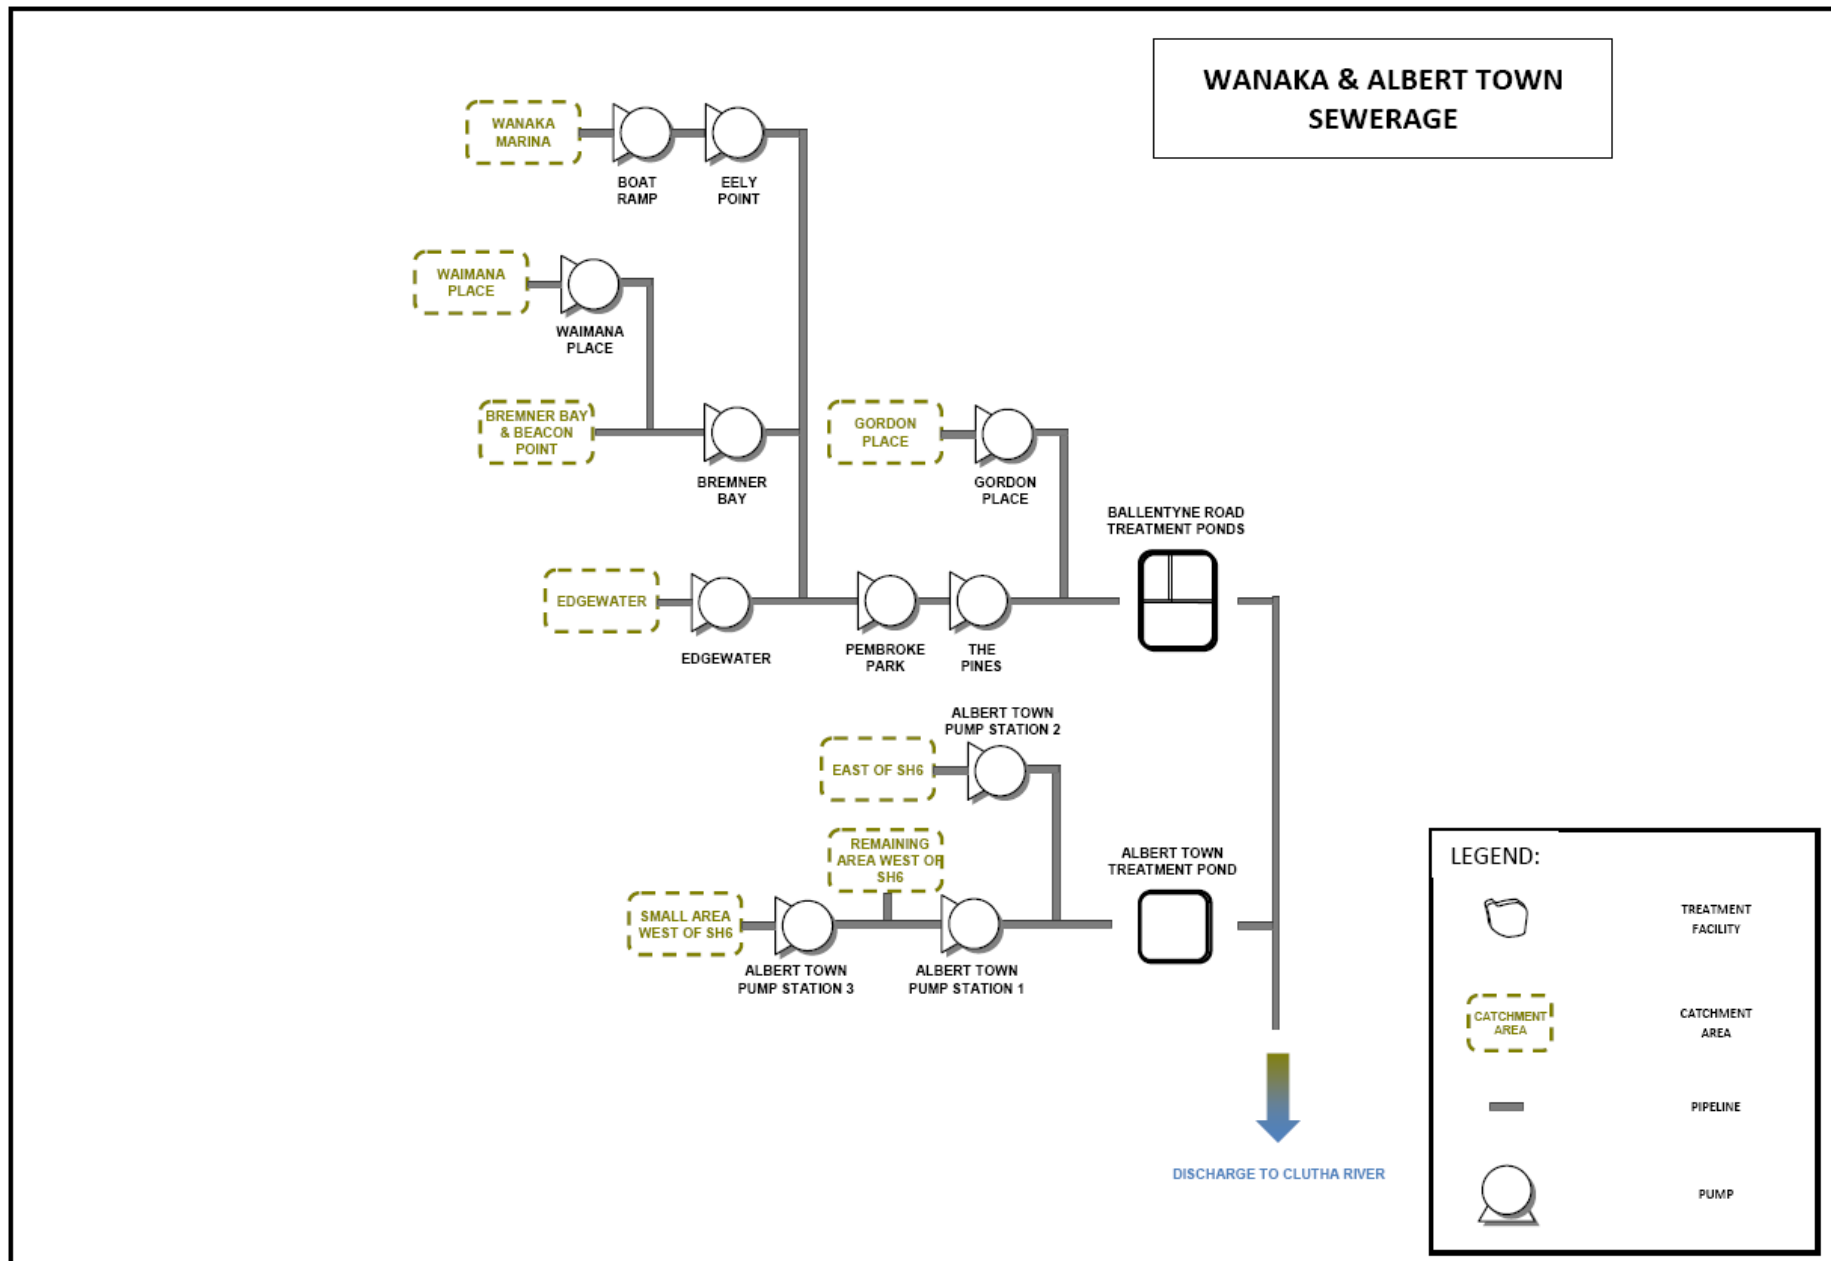 WANAKA & ALBERT TOWN
SEWERAGE
WANAKA
MARINA
BOAT
RAMP
EELY
POINT
WAIMANA
PLACE
WAIMANA
PLACE
BREMNER BAY
& BEACON
POINT
BREMNER
BAY
GORDON
PLACE
GORDON
PLACE
BALLENTYNE ROAD
TREATMENT PONDS
EDGEWATER
EDGEWATER
PEMBROKE
PARK
THE
PINES
ALBERT TOWN
PUMP STATION 2
EAST OF SH6
REMAINING
AREA WEST OF
SH6
ALBERT TOWN
TREATMENT POND
SMALL AREA
WEST OF SH6
ALBERT TOWN
PUMP STATION 3
ALBERT TOWN
PUMP STATION 1
DISCHARGE TO CLUTHA RIVER
LEGEND:
TREATMENT
FACILITY
CATCHMENT
AREA
CATCHMENT
AREA
PIPELINE
PUMP